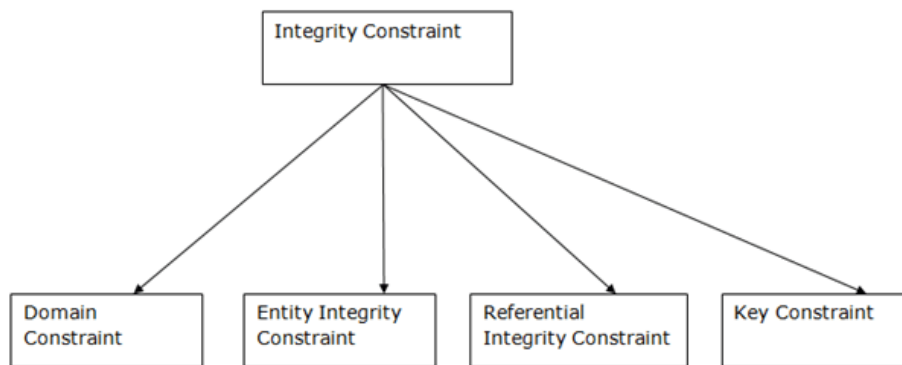 Integrity Constraint
Domain
Constraint
Entity Integrity
Constraint
Referential
Integrity Constraint
Key Constraint